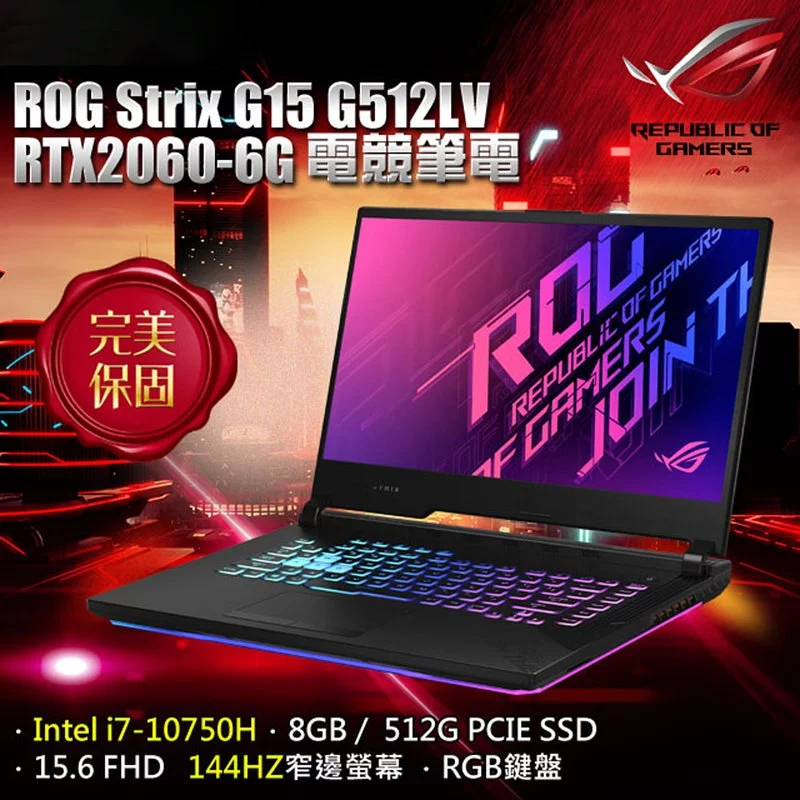 ROG Strix G15 G512LV
RTX2060-6G 電競筆電
REPUBLIC OF
GAMERS
完美
保固
ROG
REPUBLIC OF GAMERS
OF GAMERS
JOIN TH
STRIX
· Intel i7-10750H · 8GB / 512G PCIE SSD
· 15.6 FHD 144HZ窄邊螢幕 · RGB鍵盤